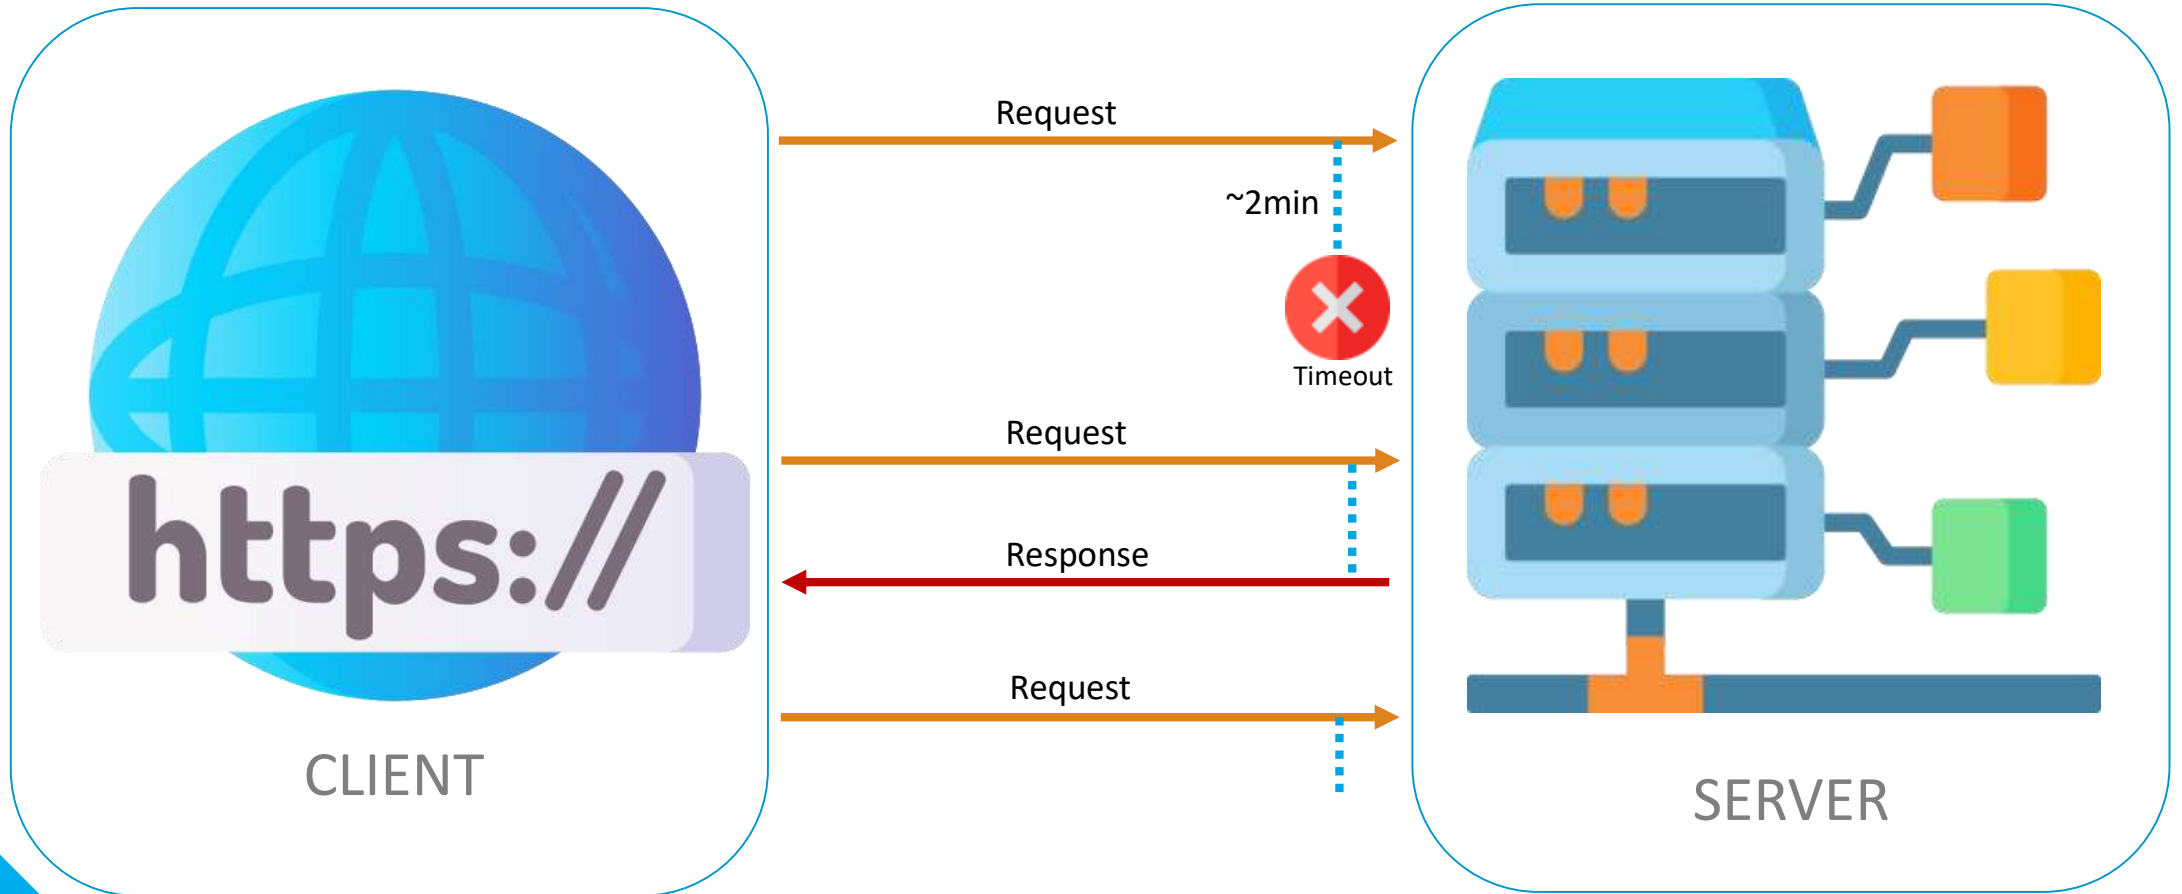 Request
~2min
Timeout
Request
https://
Response
Request
CLIENT
SERVER